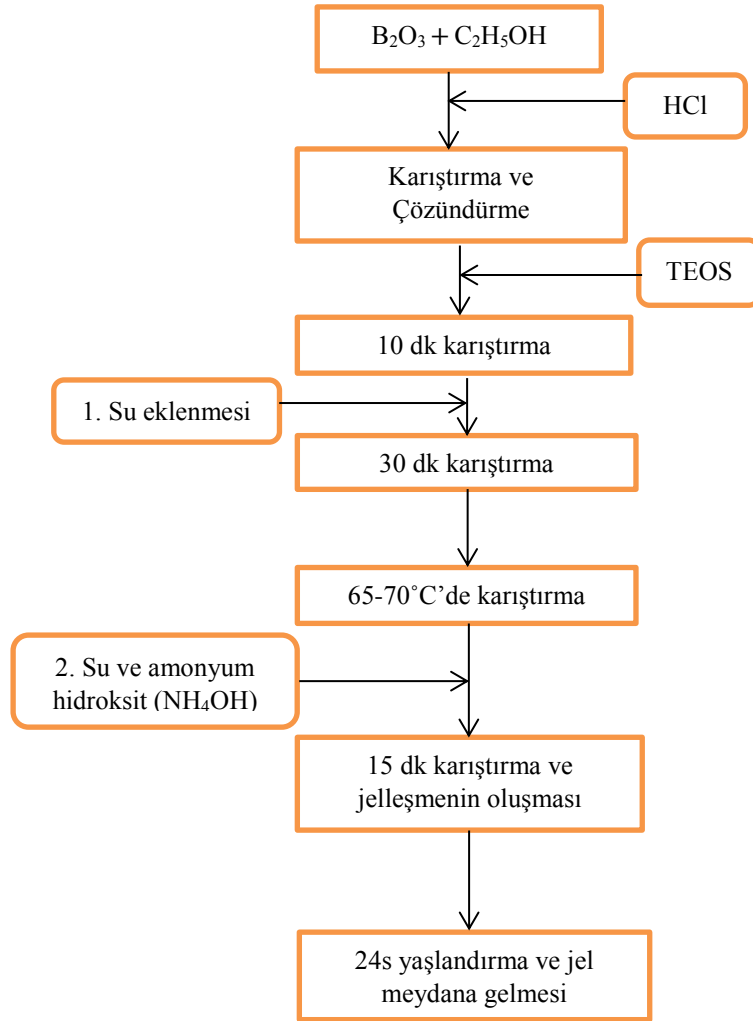 B₂O₃ + C₂H₅OH
HCl
Karıştırma ve
Çözündürme
TEOS
10 dk karıştırma
1. Su eklenmesi
30 dk karıştırma
65-70˚C’de karıştırma
2. Su ve amonyum
hidroksit (NH₄OH)
15 dk karıştırma ve
jelleşmenin oluşması
24s yaşlandırma ve jel
meydana gelmesi